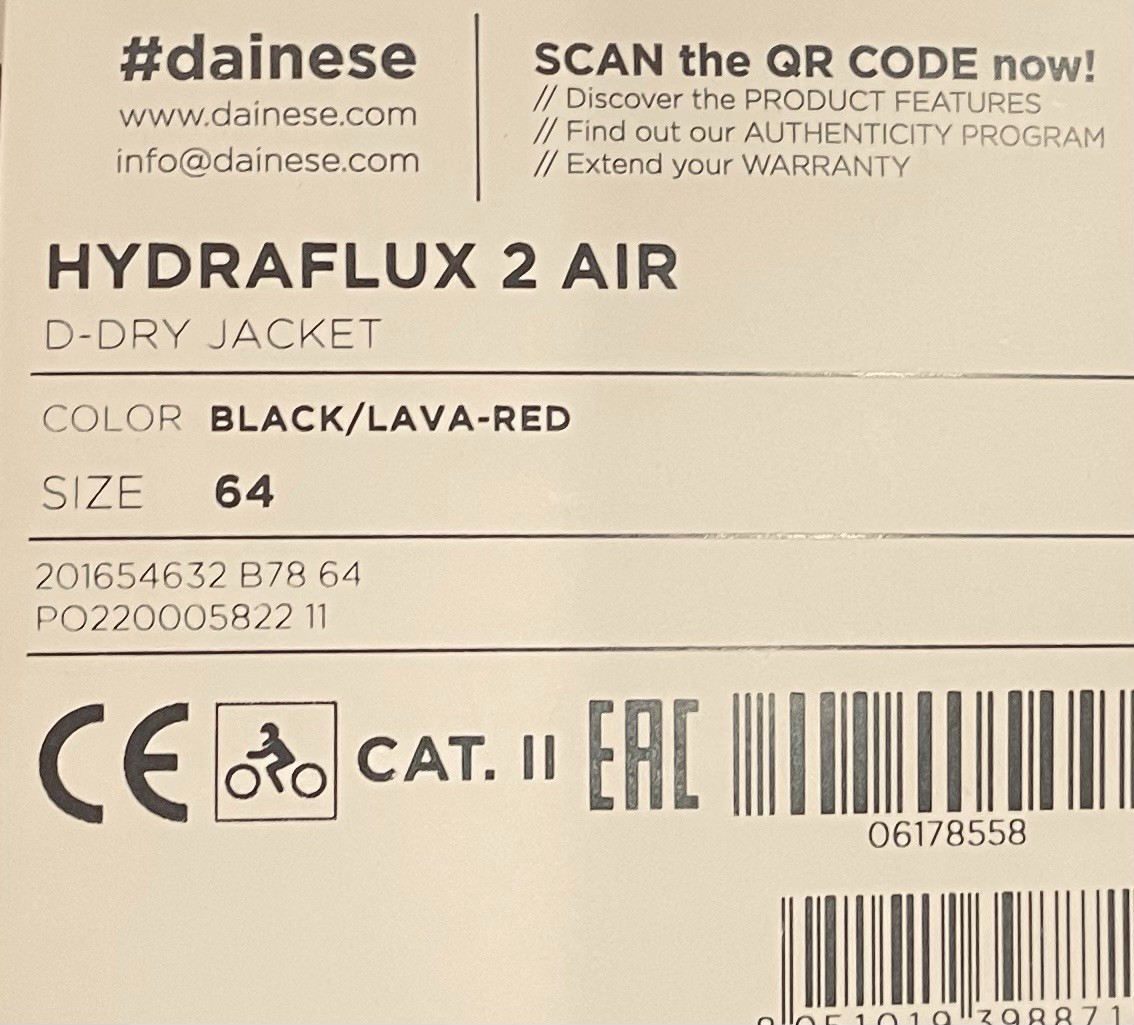 #dainese
www.dainese.com
info@dainese.com
SCAN the QR CODE now!
// Discover the PRODUCT FEATURES
// Find out our AUTHENTICITY PROGRAM
// Extend your WARRANTY
HYDRAFLUX 2 AIR
D-DRY JACKET
COLOR BLACK/LAVA-RED
SIZE 64
201654632 B78 64
PO220005822 11
CE CAT. II EAC
06178558